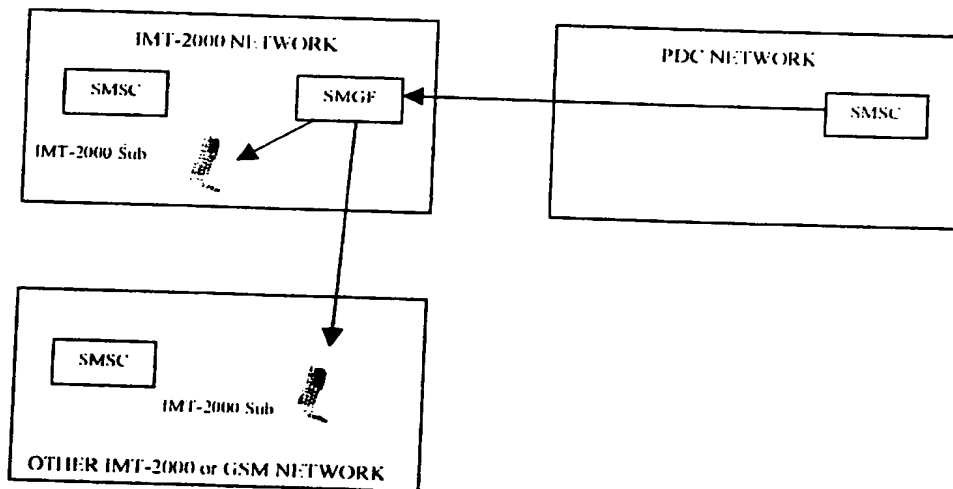 IMT-2000 NETWORK
SMSC
SMGF
IMT-2000 Sub
PDC NETWORK
SMSC
SMSC
IMT-2000 Sub
OTHER IMT-2000 or GSM NETWORK